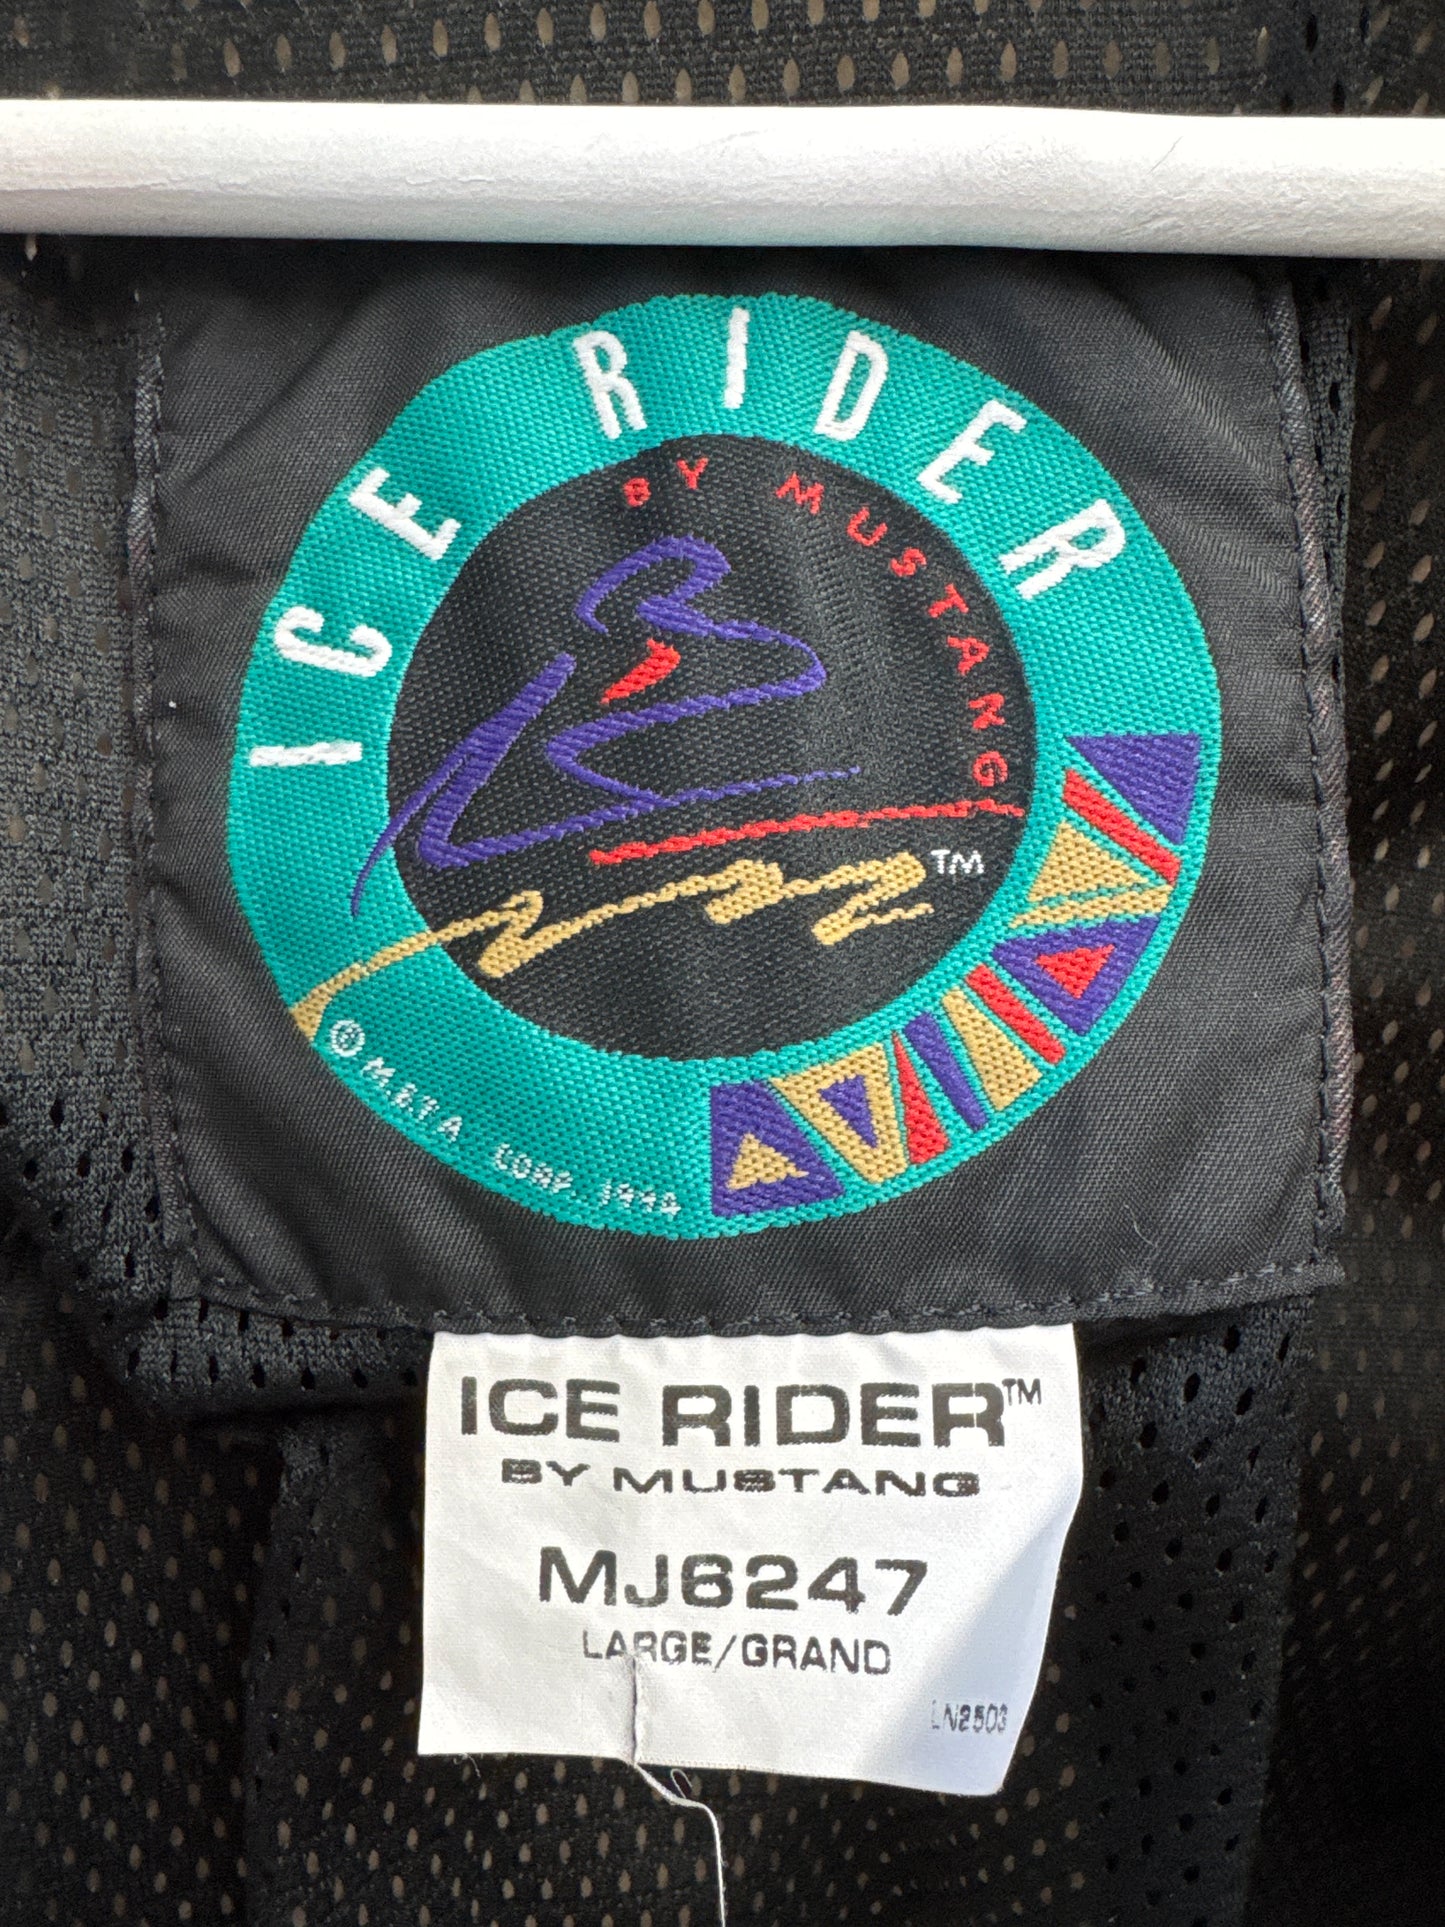 ICE RIDER
BY MUSTANG
TM
© M.S.T.A. CORP. 1994
ICE RIDER™
BY MUSTANG
MJ6247
LARGE/GRAND
LN2503